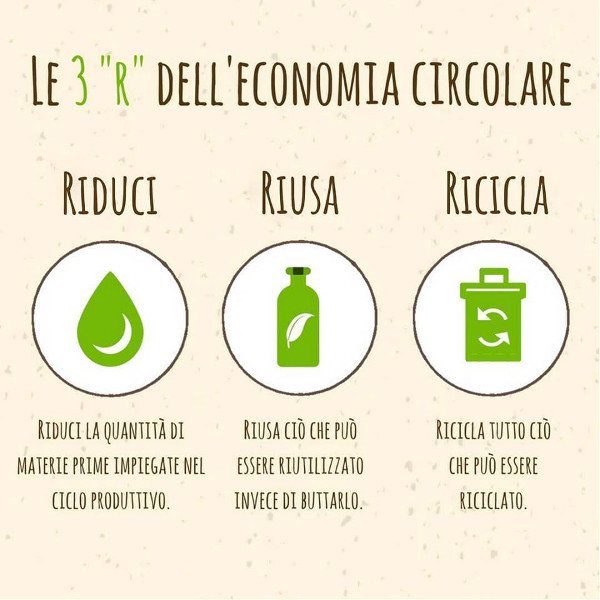 Le 3 "R" dell'economia circolare
Riduci
Riusa
Ricicla
Riduci la quantità di
materie prime impiegate nel
ciclo produttivo.
Riusa ciò che può
essere riutilizzato
invece di buttarlo.
Ricicla tutto ciò
che può essere
riciclato.